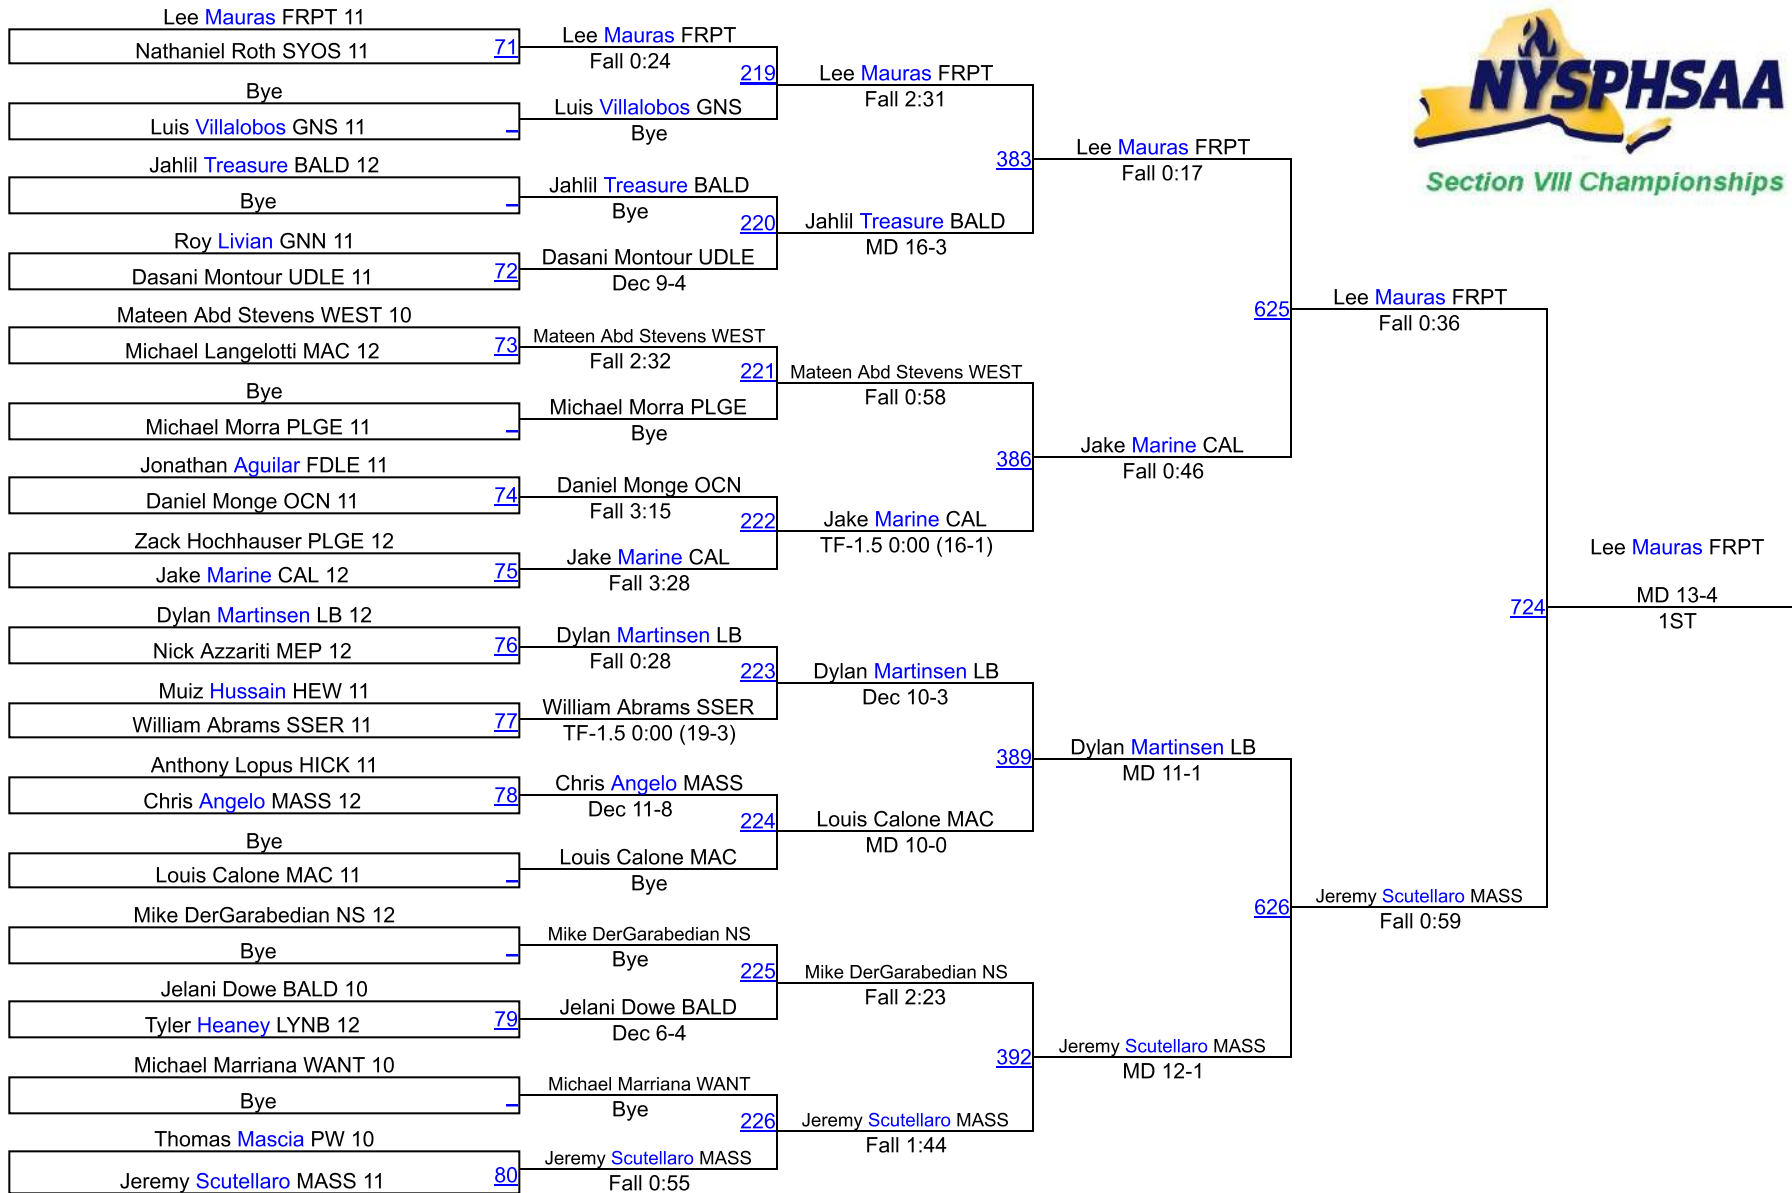 Lee Mauras FRPT 11
Nathaniel Roth SYOS 11
71
Bye
Luis Villalobos GNS 11
Jahlil Treasure BALD 12
Bye
Roy Livian GNN 11
Dasani Montour UDLE 11
72
Mateen Abd Stevens WEST 10
Michael Langelotti MAC 12
73
Bye
Michael Morra PLGE 11
Jonathan Aguilar FDLE 11
Daniel Monge OCN 11
74
Zack Hochhauser PLGE 12
Jake Marine CAL 12
75
Dylan Martinsen LB 12
Nick Azzariti MEP 12
76
Muiz Hussain HEW 11
William Abrams SSER 11
77
Anthony Lopus HICK 11
Chris Angelo MASS 12
78
Bye
Louis Calone MAC 11
Mike DerGarabedian NS 12
Bye
Jelani Dowe BALD 10
Tyler Heaney LYNB 12
79
Michael Marriana WANT 10
Bye
Thomas Mascia PW 10
Jeremy Scutellaro MASS 11
80
Lee Mauras FRPT
Fall 0:24
219
Luis Villalobos GNS
Bye
Jahlil Treasure BALD
Bye
220
Dasani Montour UDLE
Dec 9-4
Mateen Abd Stevens WEST
Fall 2:32
221
Michael Morra PLGE
Bye
Daniel Monge OCN
Fall 3:15
222
Jake Marine CAL
Fall 3:28
Dylan Martinsen LB
Fall 0:28
223
William Abrams SSER
TF-1.5 0:00 (19-3)
Chris Angelo MASS
Dec 11-8
224
Louis Calone MAC
Bye
Mike DerGarabedian NS
Bye
225
Jelani Dowe BALD
Dec 6-4
Michael Marriana WANT
Bye
226
Jeremy Scutellaro MASS
Fall 0:55
Lee Mauras FRPT
Fall 2:31
383
Jahlil Treasure BALD
MD 16-3
Mateen Abd Stevens WEST
Fall 0:58
386
Jake Marine CAL
TF-1.5 0:00 (16-1)
Dylan Martinsen LB
Dec 10-3
389
Louis Calone MAC
MD 10-0
Mike DerGarabedian NS
Fall 2:23
392
Jeremy Scutellaro MASS
Fall 1:44
Lee Mauras FRPT
Fall 0:17
625
Jake Marine CAL
Fall 0:46
Dylan Martinsen LB
MD 11-1
626
Jeremy Scutellaro MASS
MD 12-1
Lee Mauras FRPT
Fall 0:36
724
Jeremy Scutellaro MASS
Fall 0:59
Lee Mauras FRPT
MD 13-4
1ST
NYSPHSAA
Section VIII Championships